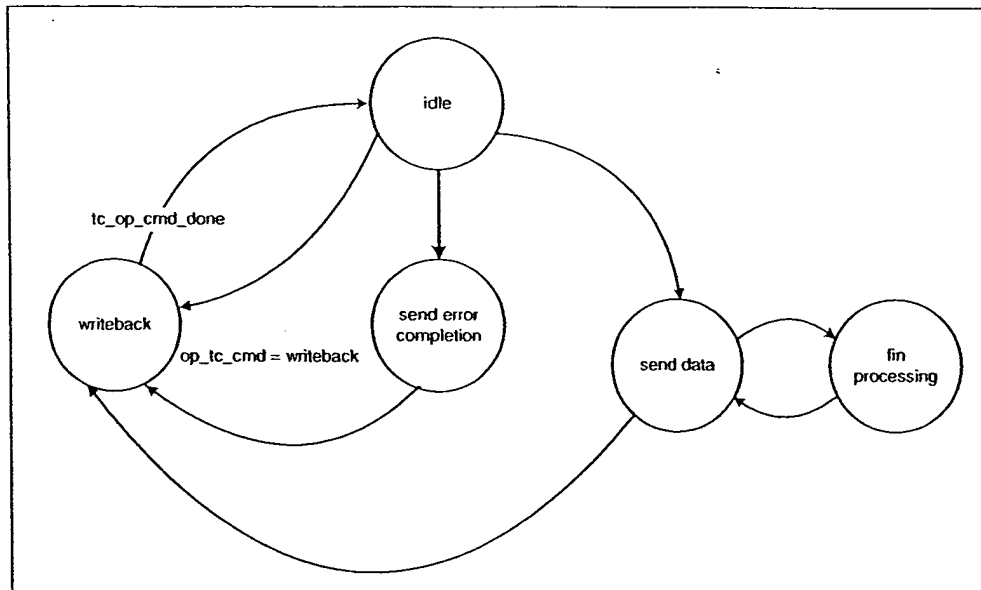 idle
tc_op_cmd_done
writeback
send error
completion
op_tc_cmd = writeback
send data
fin
processing